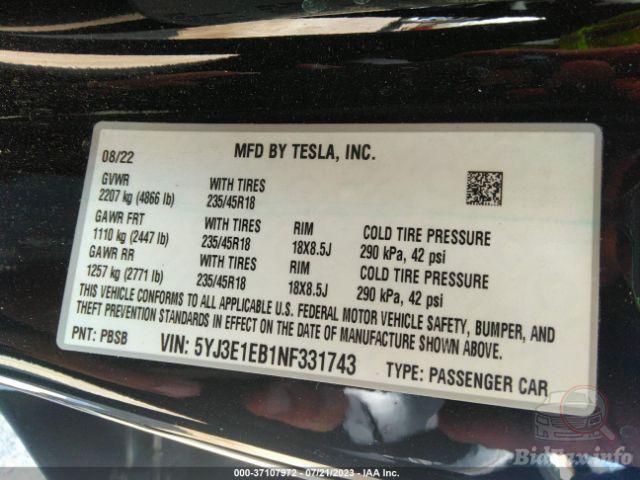 08/22 MFD BY TESLA, INC.
GVWR WITH TIRES
2207 kg (4866 lb) 235/45R18
GAWR FRT WITH TIRES RIM COLD TIRE PRESSURE
1110 kg (2447 lb) 235/45R18 18X8.5J 290 kPa, 42 psi
GAWR RR WITH TIRES RIM COLD TIRE PRESSURE
1257 kg (2771 lb) 235/45R18 18X8.5J 290 kPa, 42 psi
THIS VEHICLE CONFORMS TO ALL APPLICABLE U.S. FEDERAL MOTOR VEHICLE SAFETY, BUMPER, AND
THEFT PREVENTION STANDARDS IN EFFECT ON THE DATE OF MANUFACTURE SHOWN ABOVE.
PNT: PBSB VIN: 5YJ3E1EB1NF331743 TYPE: PASSENGER CAR
BidFax.info
000-37107972 - 07/21/2023 - IAA Inc.